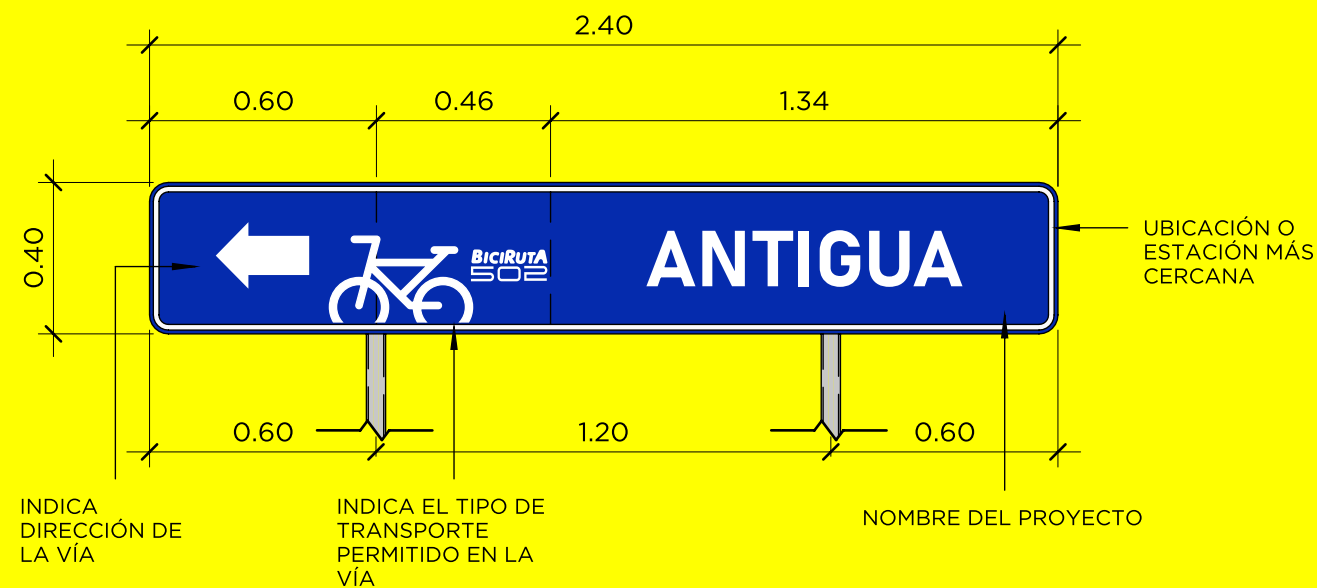 2.40
0.60
0.46
1.34
0.40
BICIRUTA
502
ANTIGUA
UBICACIÓN O
ESTACIÓN MÁS
CERCANA
0.60
1.20
0.60
INDICA
DIRECCIÓN DE
LA VÍA
INDICA EL TIPO DE
TRANSPORTE
PERMITIDO EN LA
VÍA
NOMBRE DEL PROYECTO